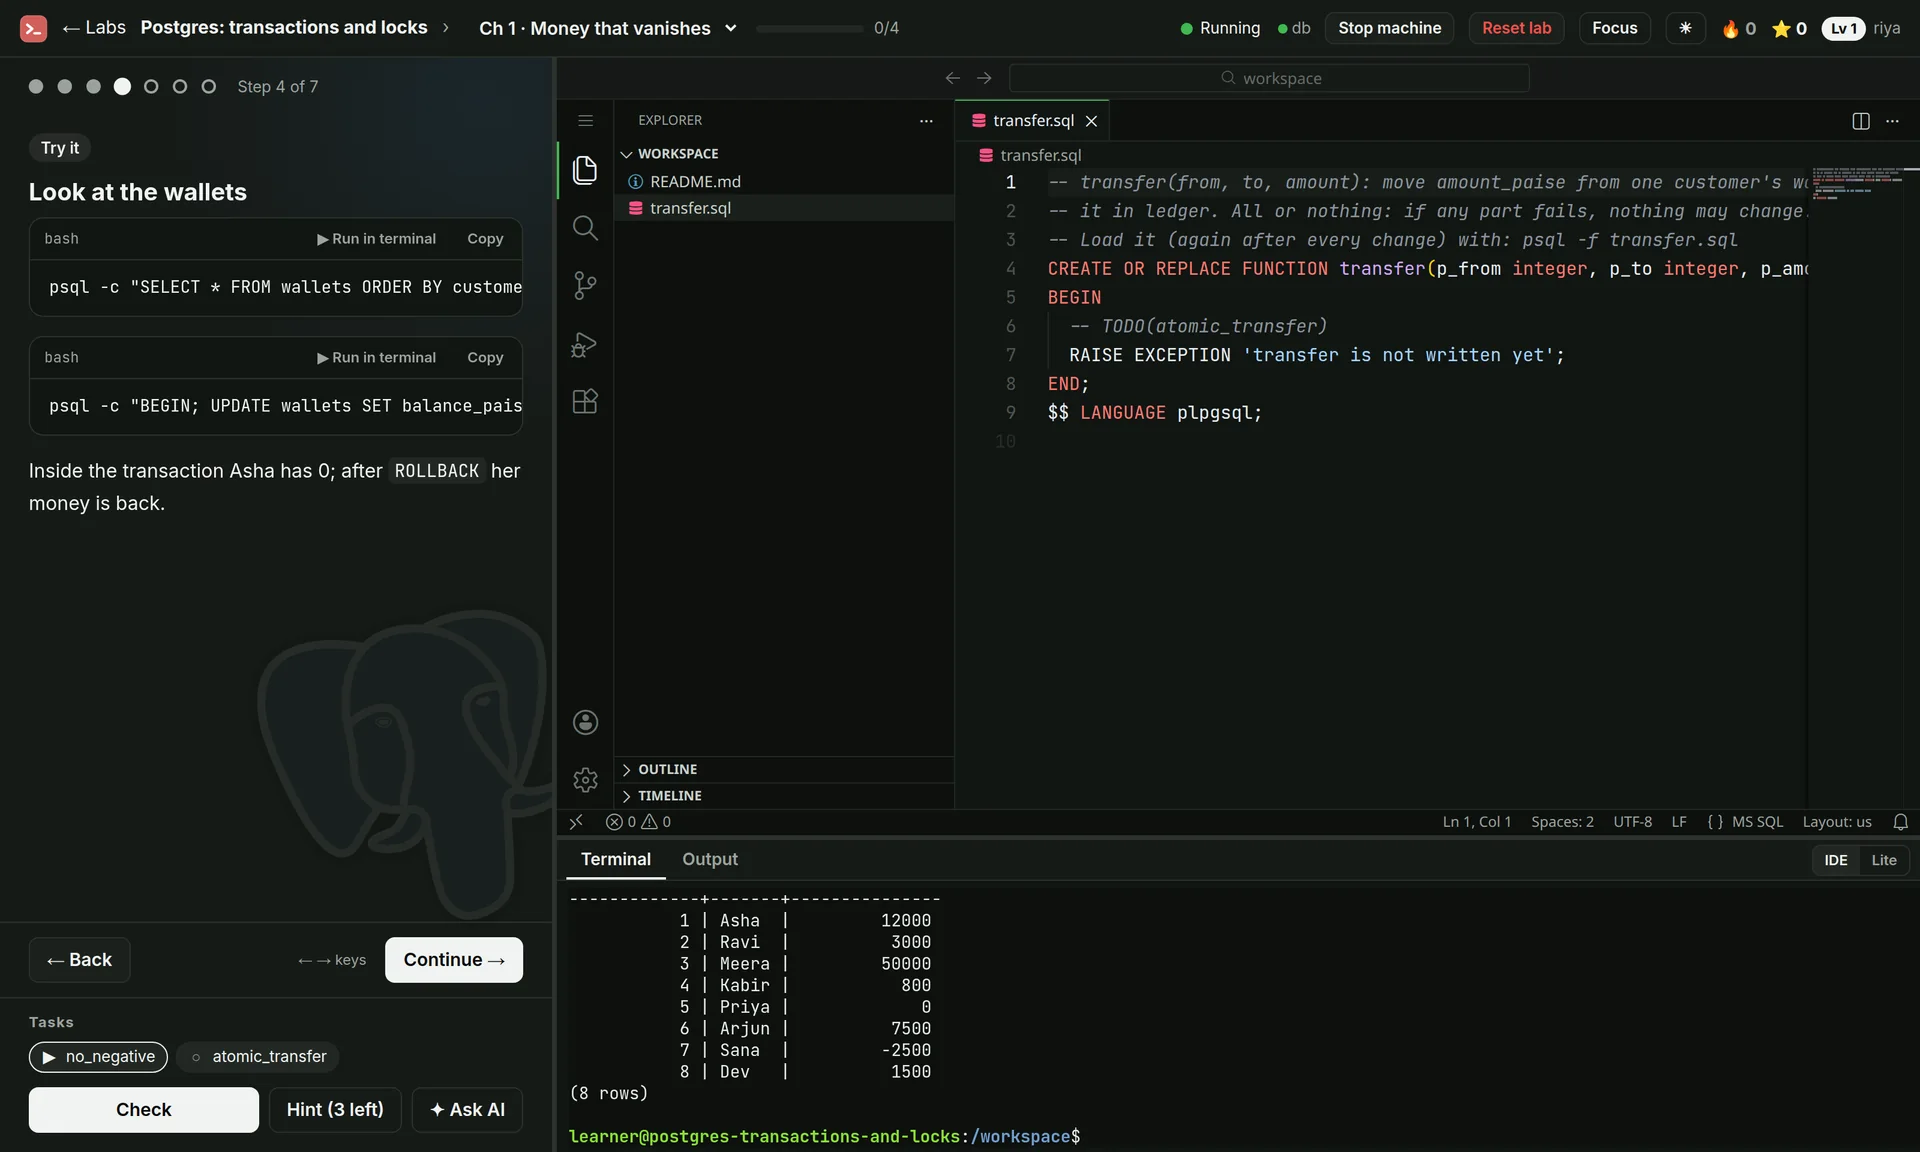 ← Labs Postgres: transactions and locks › Ch 1 · Money that vanishes 0/4 Running db Stop machine Reset lab Focus 0 0 Lv 1 riya
Step 4 of 7
Try it
Look at the wallets
bash ▶ Run in terminal Copy
psql -c "SELECT * FROM wallets ORDER BY custome
bash ▶ Run in terminal Copy
psql -c "BEGIN; UPDATE wallets SET balance_pais
Inside the transaction Asha has 0; after ROLLBACK her
money is back.
← Back ← → keys Continue →
Tasks
▶ no_negative ○ atomic_transfer
Check Hint (3 left) ✦ Ask AI
workspace
EXPLORER ...
WORKSPACE
README.md
transfer.sql
OUTLINE
TIMELINE
transfer.sql
transfer.sql
1 -- transfer(from, to, amount): move amount_paise from one customer's w
2 -- it in ledger. All or nothing: if any part fails, nothing may change.
3 -- Load it (again after every change) with: psql -f transfer.sql
4 CREATE OR REPLACE FUNCTION transfer(p_from integer, p_to integer, p_amo
5 BEGIN
6 -- TODO(atomic_transfer)
7 RAISE EXCEPTION 'transfer is not written yet';
8 END;
9 $$ LANGUAGE plpgsql;
10
0 0 Ln 1, Col 1 Spaces: 2 UTF-8 LF { } MS SQL Layout: us
Terminal Output IDE Lite
-------------+-------+---------------
1 | Asha | 12000
2 | Ravi | 3000
3 | Meera | 50000
4 | Kabir | 800
5 | Priya | 0
6 | Arjun | 7500
7 | Sana | -2500
8 | Dev | 1500
(8 rows)
learner@postgres-transactions-and-locks:/workspace$